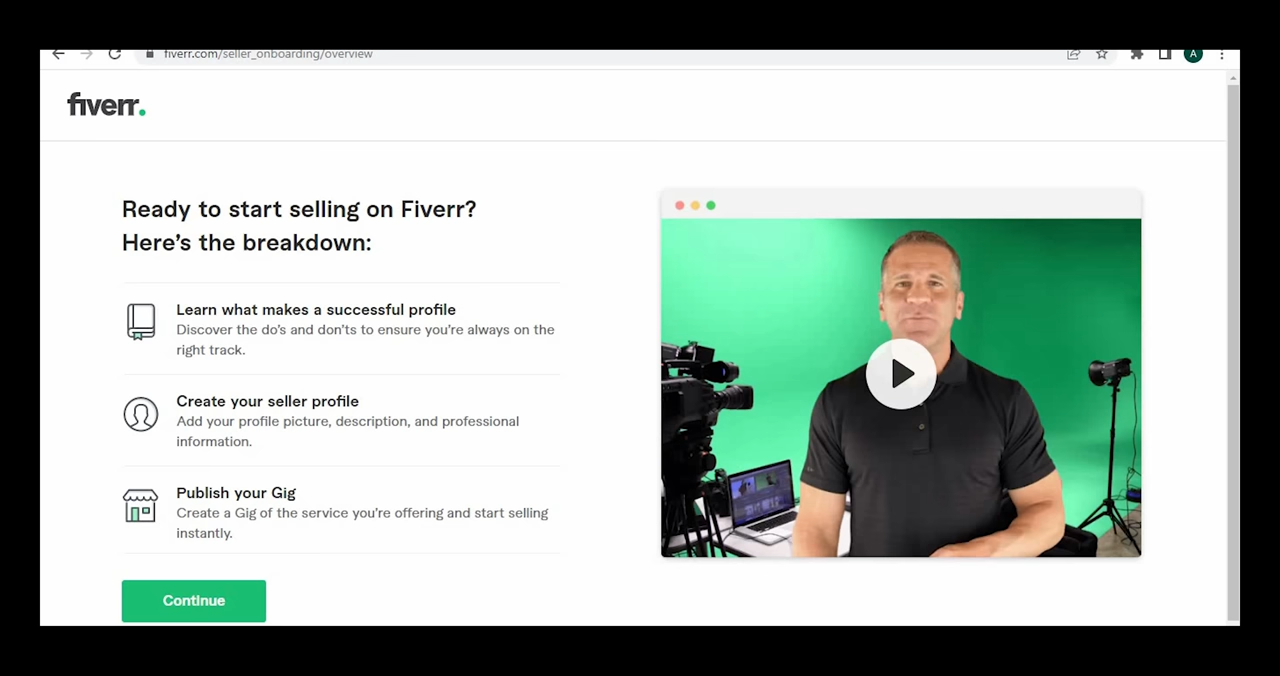 fiverr.com/seller_onboarding/overview
A
fiverr.
Ready to start selling on Fiverr?
Here's the breakdown:
Learn what makes a successful profile
Discover the do's and don'ts to ensure you're always on the
right track.
Create your seller profile
Add your profile picture, description, and professional
information.
Publish your Gig
Create a Gig of the service you're offering and start selling
instantly.
Continue